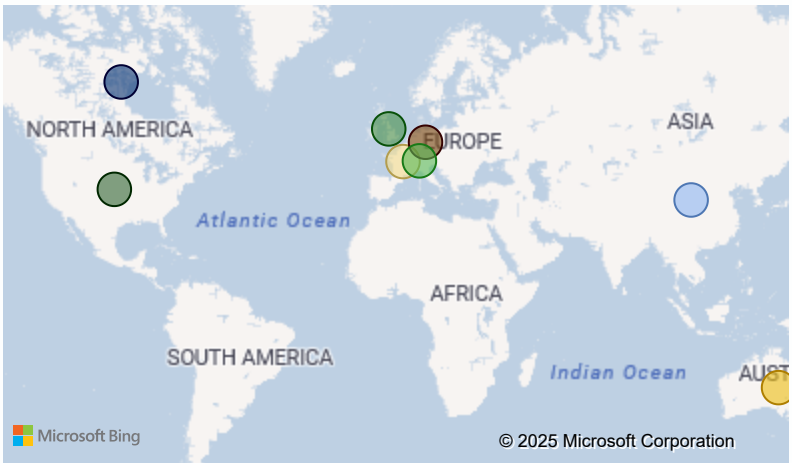 ASIA
NORTH AMERICA
EUROPE
Atlantic Ocean
AFRICA
SOUTH AMERICA
Indian Ocean
AUST
Microsoft Bing
© 2025 Microsoft Corporation